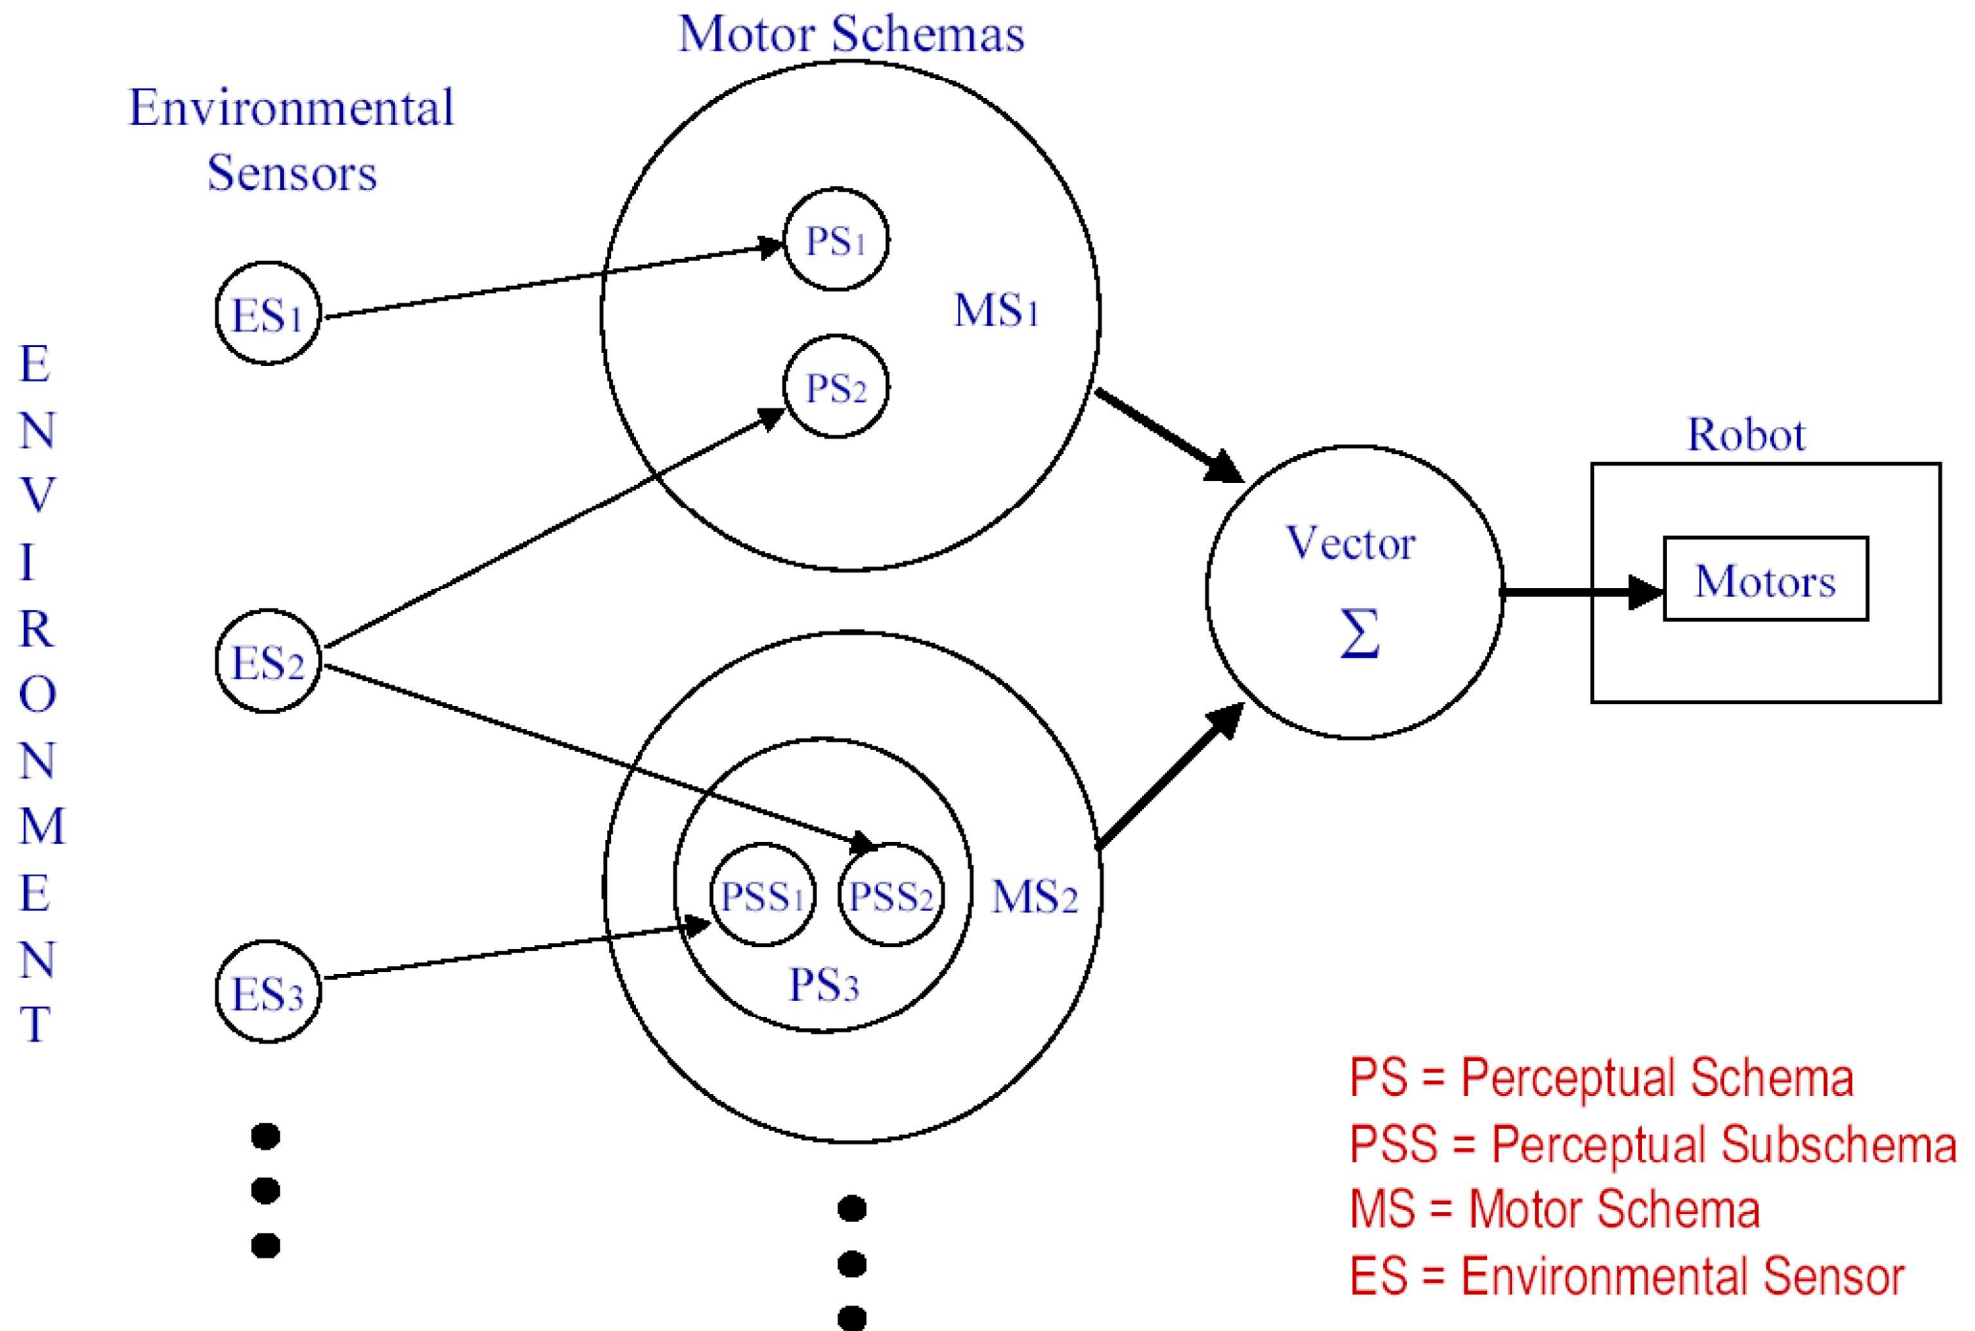 Motor Schemas
Environmental
Sensors
ENVIRONMENT
ES1
ES2
ES3
PS1
PS2
MS1
PSS1
PSS2
PS3
MS2
Vector
Σ
Robot
Motors
PS = Perceptual Schema
PSS = Perceptual Subschema
MS = Motor Schema
ES = Environmental Sensor